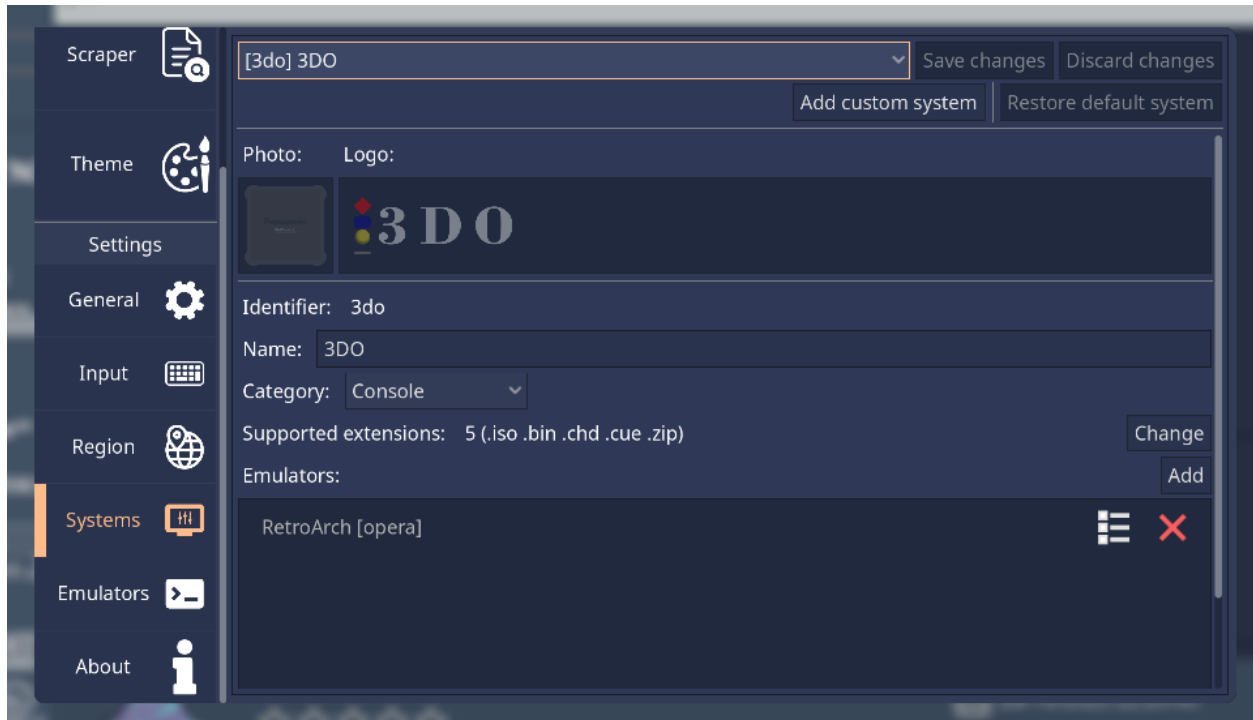 Scraper
Theme
Settings
General
Input
Region
Systems
Emulators
About
[3do] 3DO
Save changes
Discard changes
Add custom system
Restore default system
Photo:
Logo:
3DO
Identifier: 3do
Name: 3DO
Category: Console
Supported extensions: 5 (.iso .bin .chd .cue .zip)
Change
Emulators:
Add
RetroArch [opera]